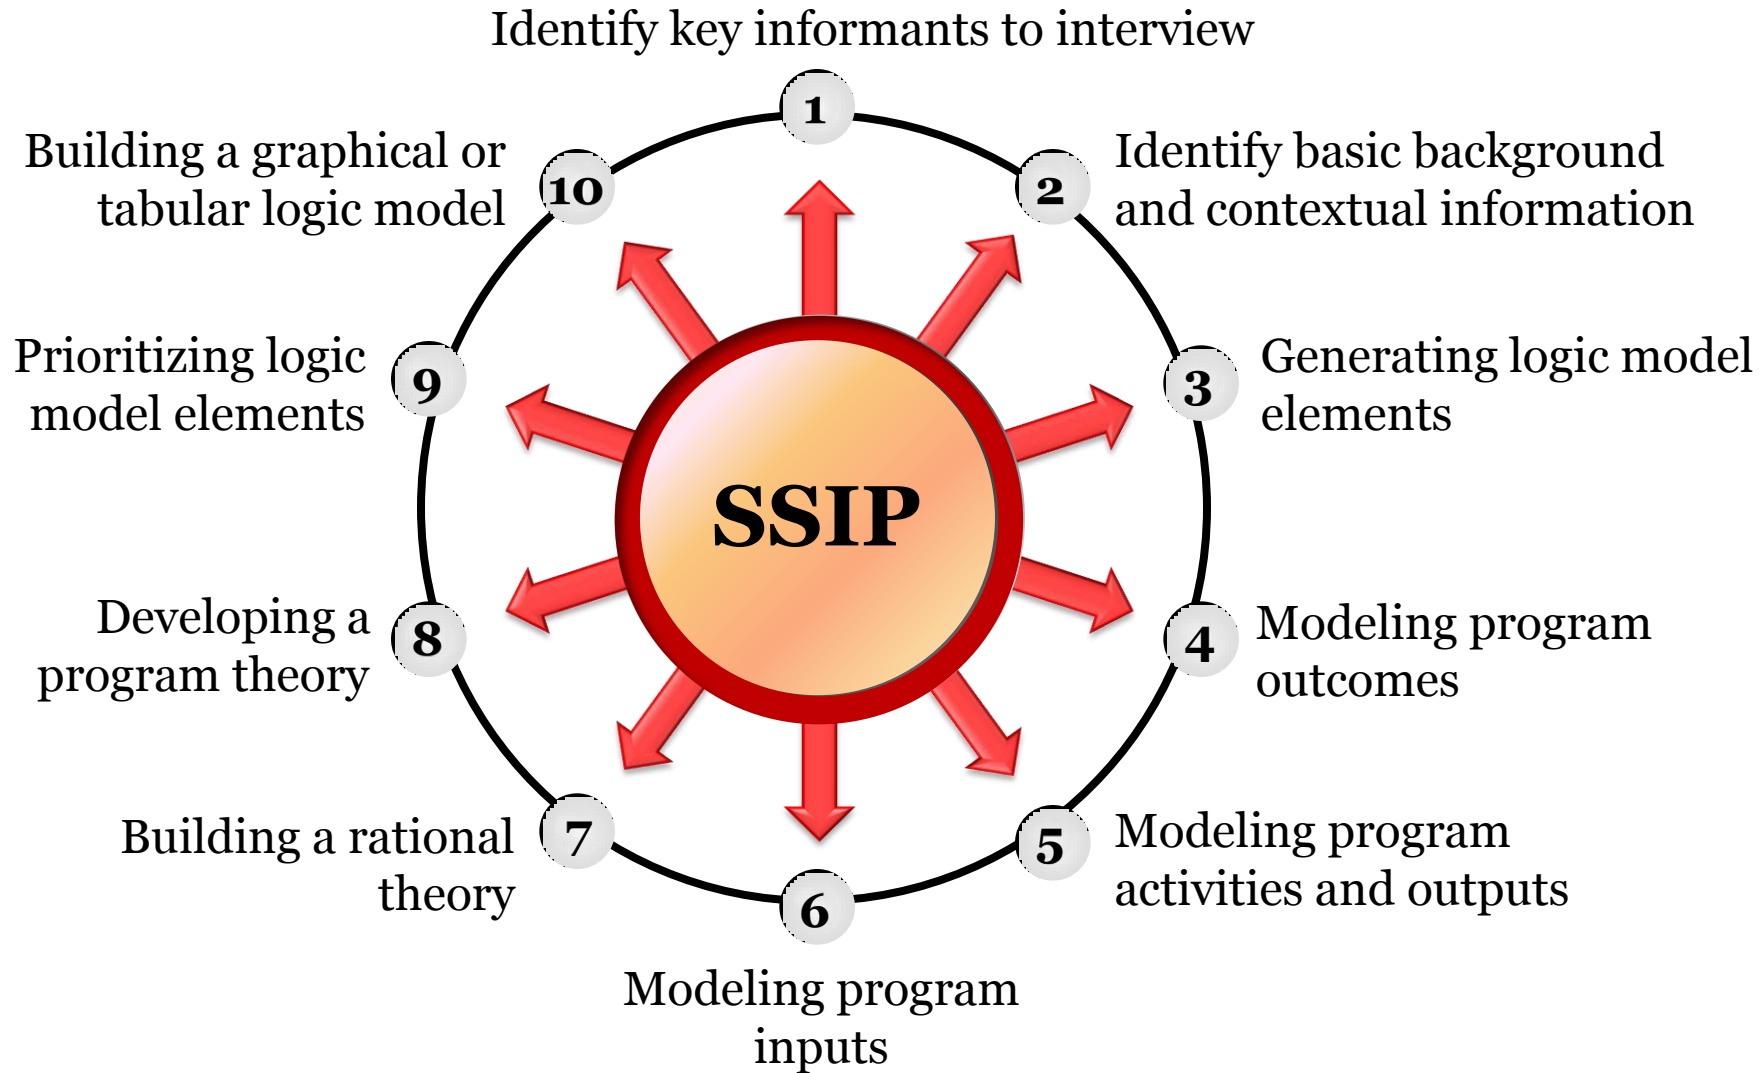 Identify key informants to interview
1
2
Identify basic background
and contextual information
3
Generating logic model
elements
4
Modeling program
outcomes
5
Modeling program
activities and outputs
6
Modeling program
inputs
7
Building a rational
theory
8
Developing a
program theory
9
Prioritizing logic
model elements
10
Building a graphical or
tabular logic model
SSIP